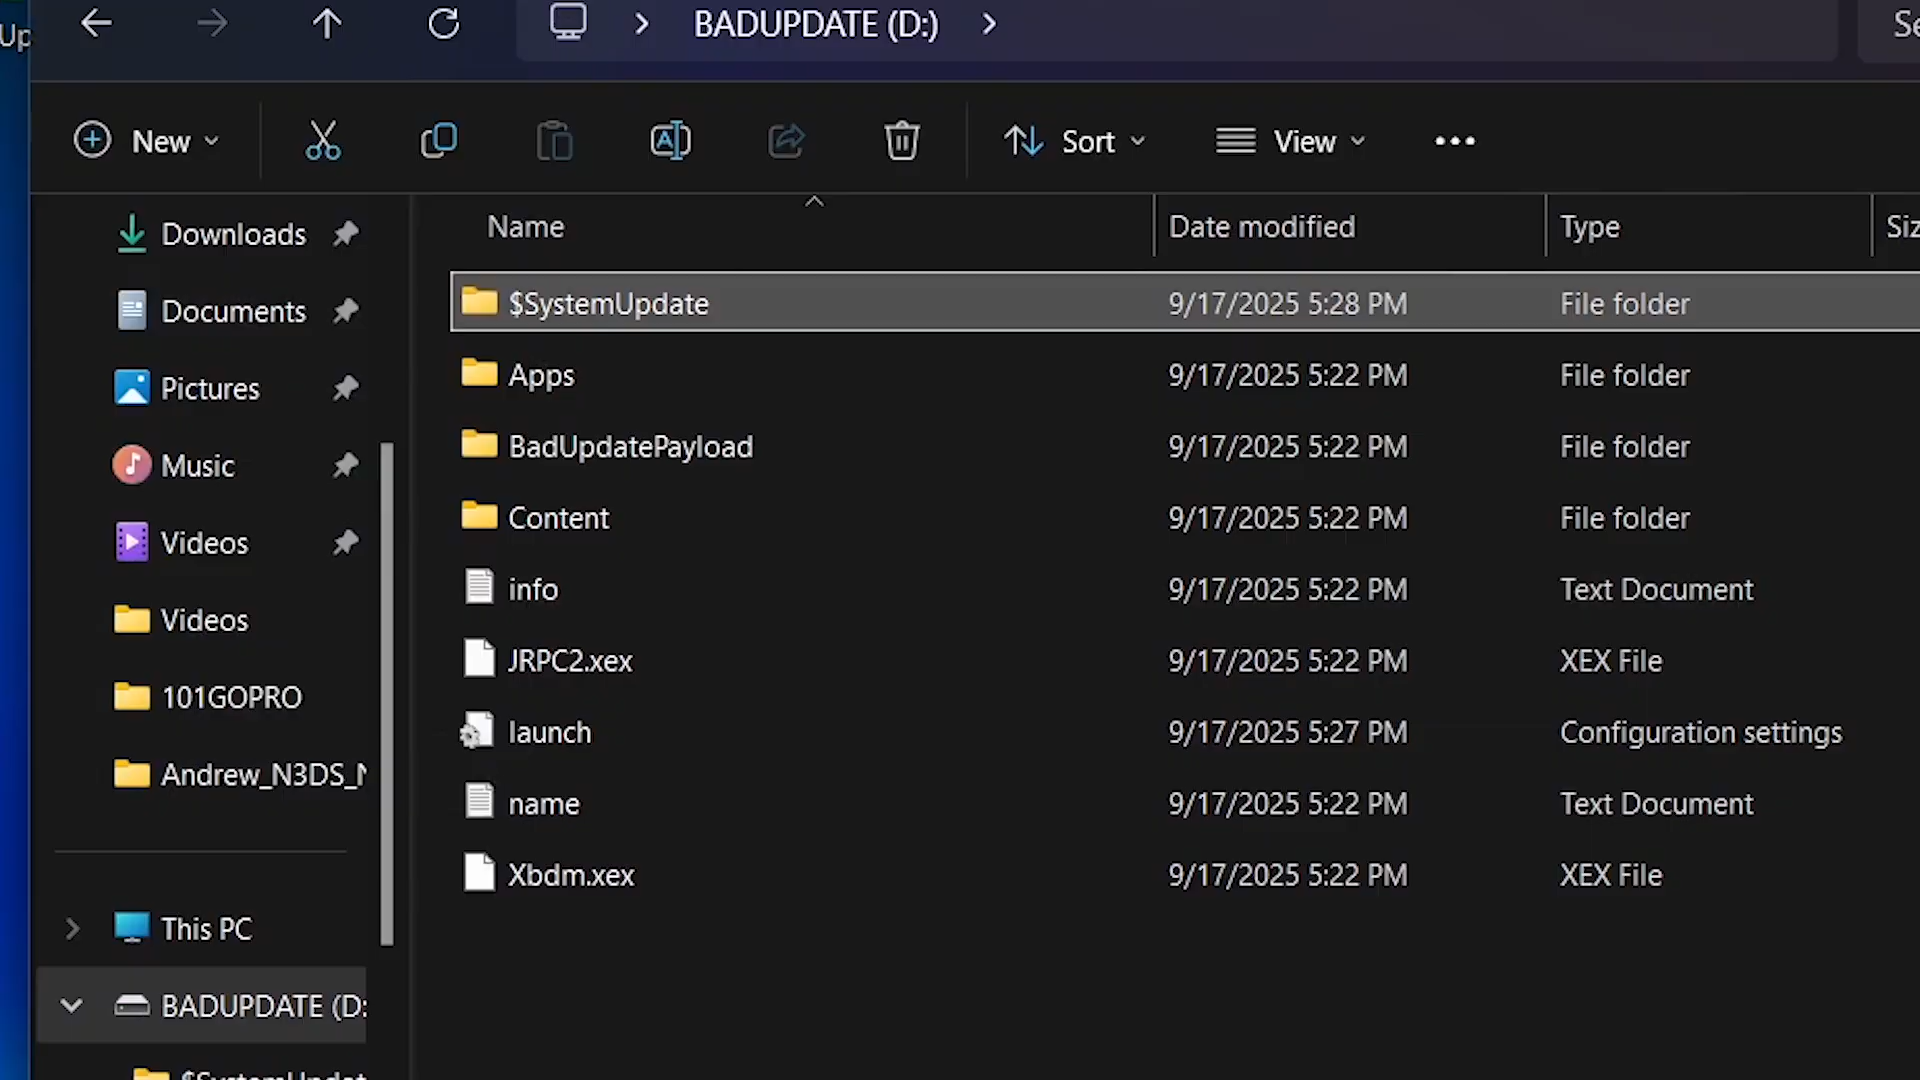 Up
BADUPDATE (D:)
Se
New
Sort
View
Downloads
Documents
Pictures
Music
Videos
Videos
101GOPRO
Andrew_N3DS_N
This PC
BADUPDATE (D:
$SystemUpdat
Name Date modified Type Siz
$SystemUpdate 9/17/2025 5:28 PM File folder
Apps 9/17/2025 5:22 PM File folder
BadUpdatePayload 9/17/2025 5:22 PM File folder
Content 9/17/2025 5:22 PM File folder
info 9/17/2025 5:22 PM Text Document
JRPC2.xex 9/17/2025 5:22 PM XEX File
launch 9/17/2025 5:27 PM Configuration settings
name 9/17/2025 5:22 PM Text Document
Xbdm.xex 9/17/2025 5:22 PM XEX File